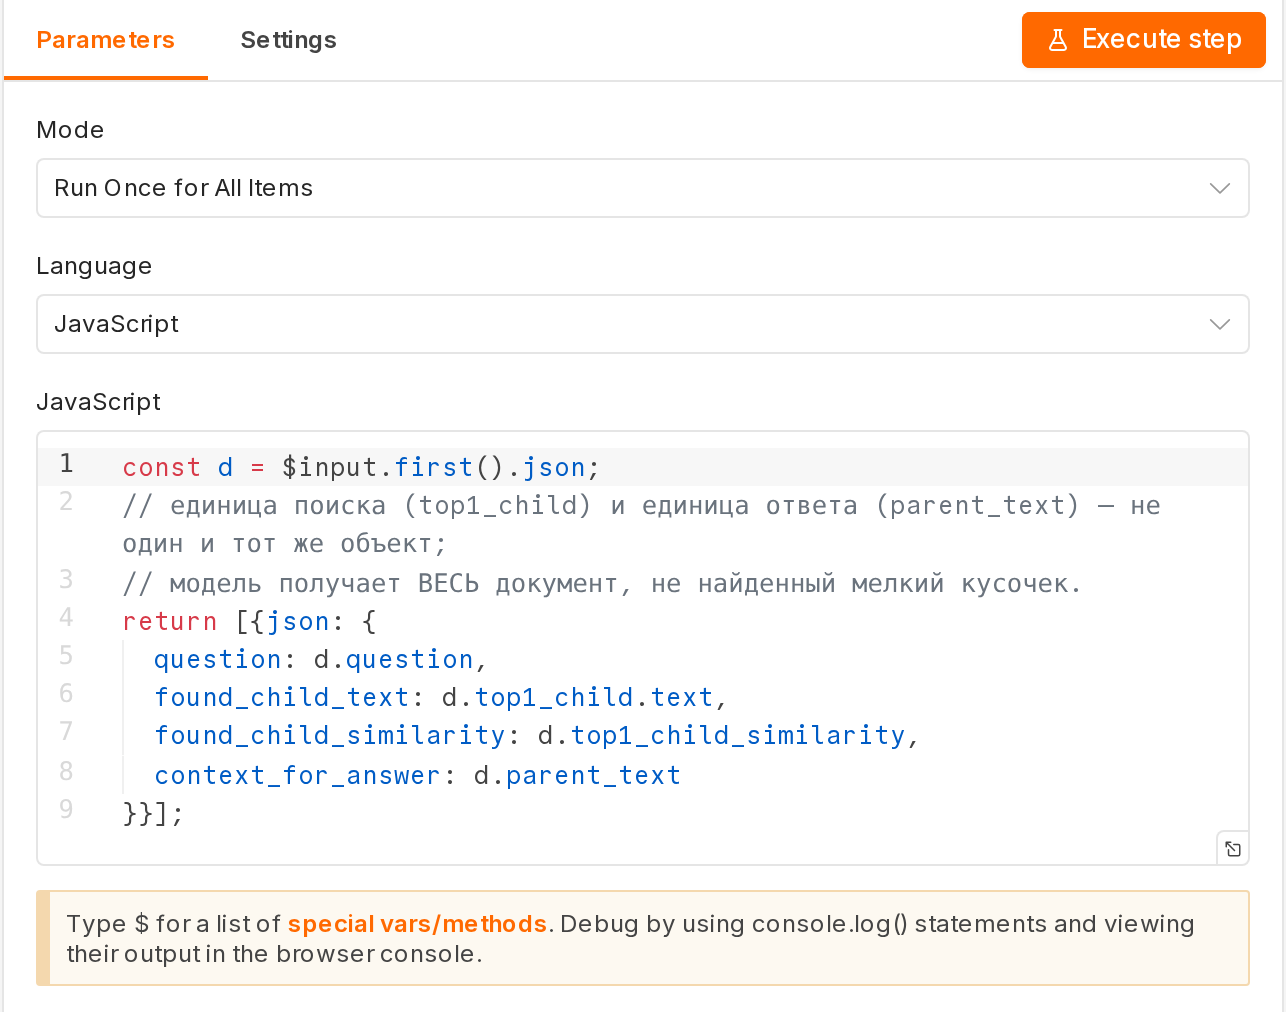 Parameters Settings Execute step
Mode
Run Once for All Items
Language
JavaScript
JavaScript
1 const d = $input.first().json;
2 // единица поиска (top1_child) и единица ответа (parent_text) — не
один и тот же объект;
3 // модель получает ВЕСЬ документ, не найденный мелкий кусочек.
4 return [{json: {
5 question: d.question,
6 found_child_text: d.top1_child.text,
7 found_child_similarity: d.top1_child_similarity,
8 context_for_answer: d.parent_text
9 }}];
Type $ for a list of special vars/methods. Debug by using console.log() statements and viewing
their output in the browser console.